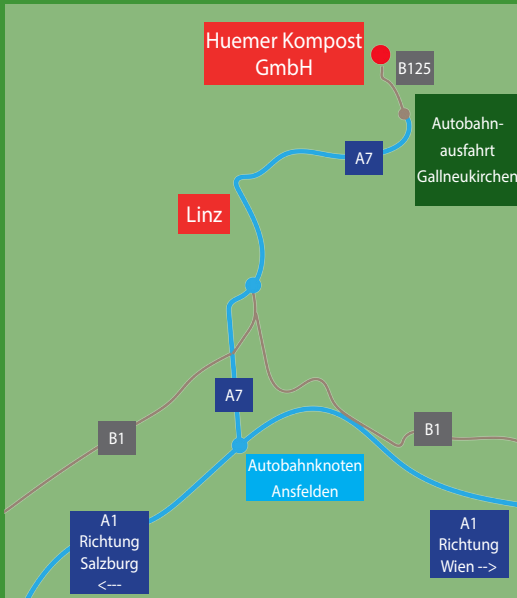 Huemer Kompost
GmbH
B125
Autobahn-
ausfahrt
Gallneukirchen
A7
Linz
A7
B1
B1
Autobahnknoten
Ansfelden
A1
Richtung
Salzburg
<---
A1
Richtung
Wien -->